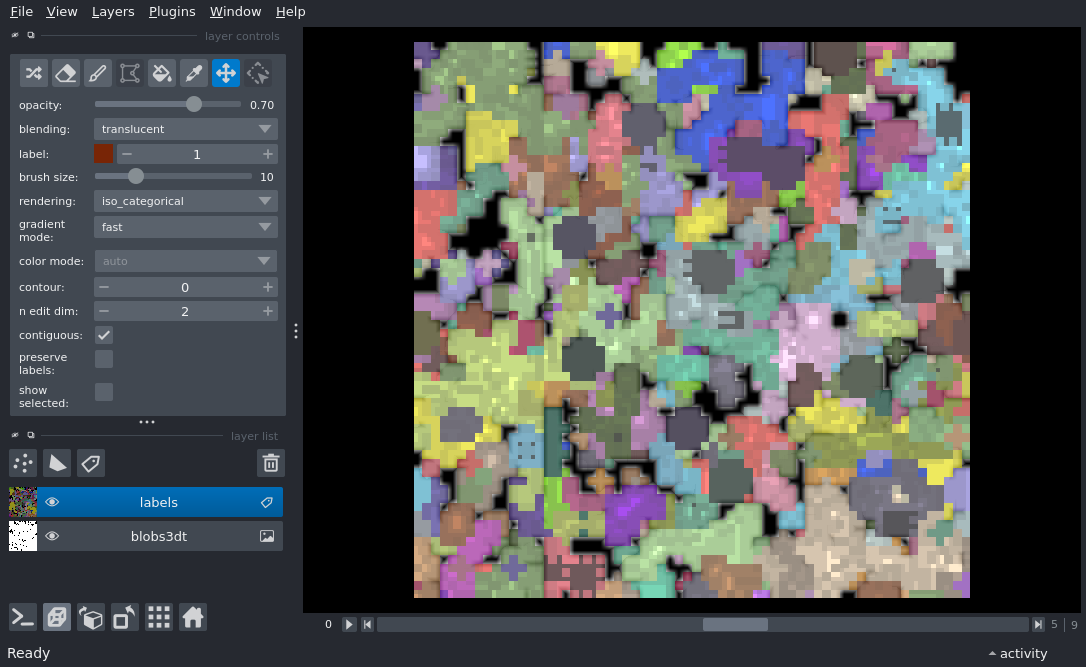 File View Layers Plugins Window Help
layer controls
opacity: 0.70
blending: translucent
label: 1
brush size: 10
rendering: iso_categorical
gradient
mode: fast
color mode: auto
contour: 0
n edit dim: 2
contiguous:
preserve
labels:
show
selected:
layer list
labels
blobs3dt
0 5 9
Ready activity